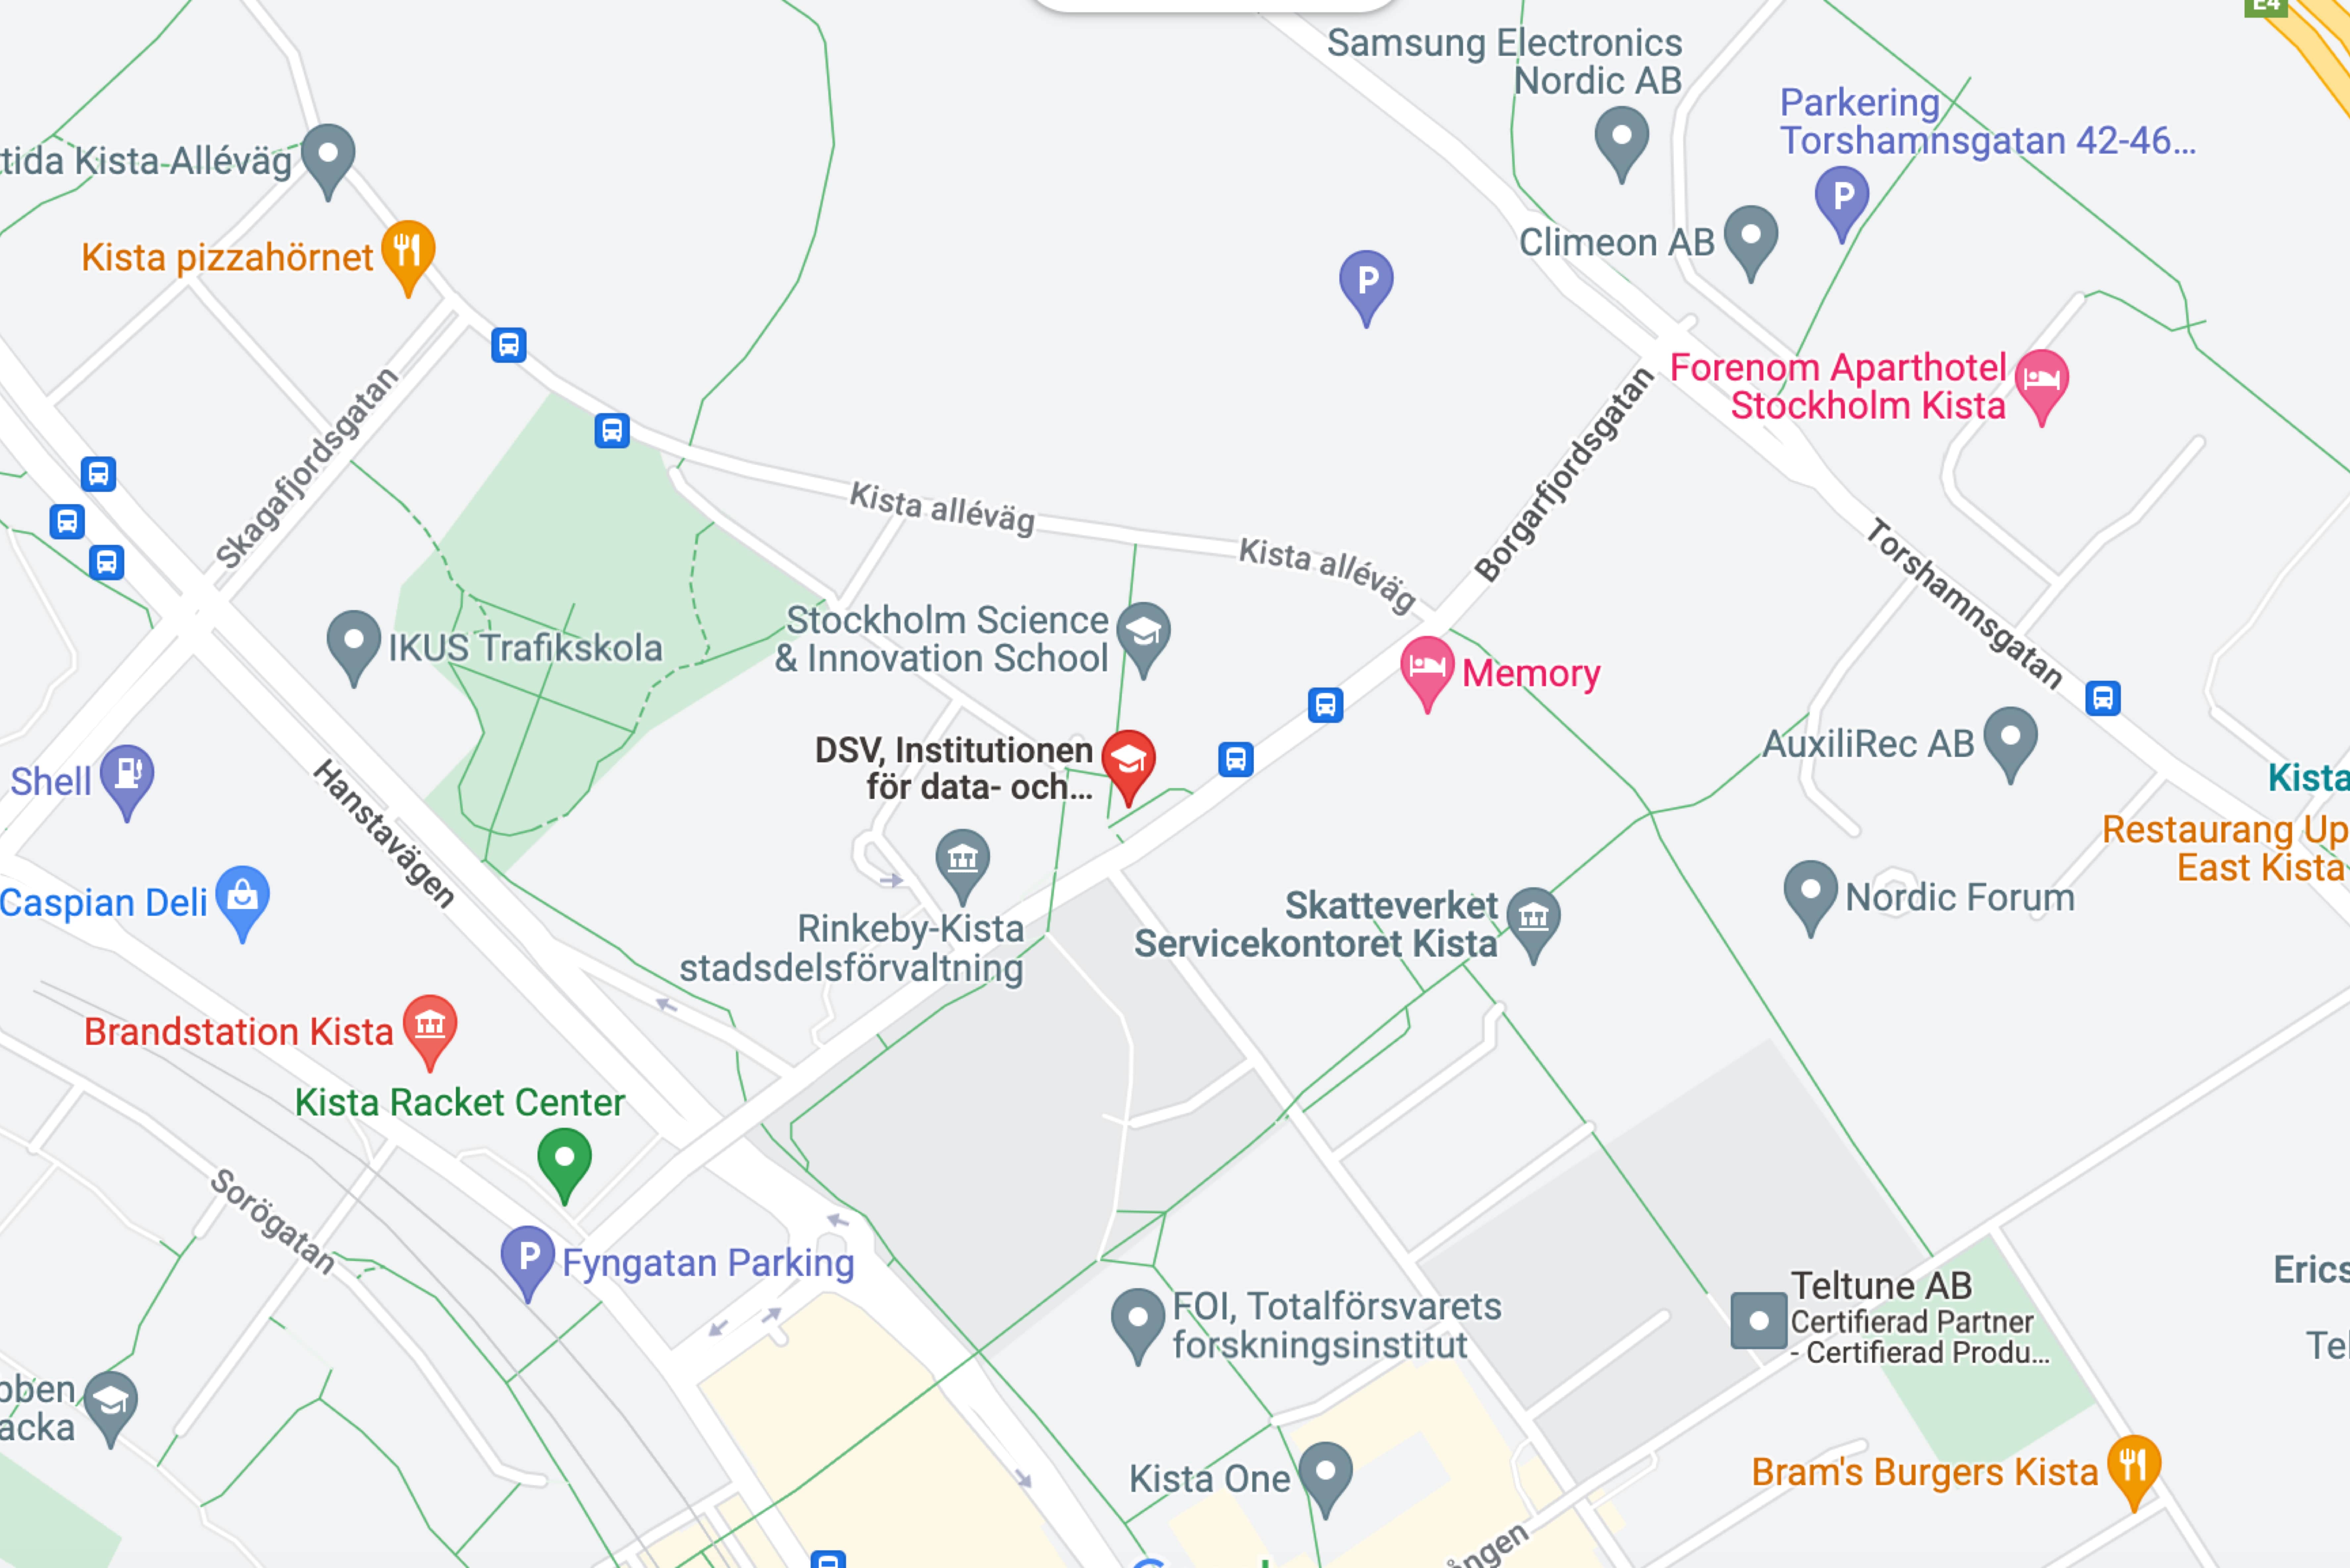 E4
Samsung Electronics
Nordic AB
Parkering
Torshamnsgatan 42-46...
tida Kista Alléväg
Kista pizzahörnet
Climeon AB
Forenom Aparthotel
Stockholm Kista
Skagafjordsgatan
Kista alléväg
Kista alléväg
Borgarfjordsgatan
Torshamnsgatan
IKUS Trafikskola
Stockholm Science
& Innovation School
Memory
DSV, Institutionen
för data- och...
AuxiliRec AB
Shell
Hanstavägen
Kista
Restaurang Up
East Kista
Caspian Deli
Rinkeby-Kista
stadsdelsförvaltning
Skatteverket
Servicekontoret Kista
Nordic Forum
Brandstation Kista
Kista Racket Center
Sorögatan
Fyngatan Parking
FOI, Totalförsvarets
forskningsinstitut
Teltune AB
Certifierad Partner
- Certifierad Produ...
Erics
Tel
bben
acka
Kista One
Bram's Burgers Kista
ången